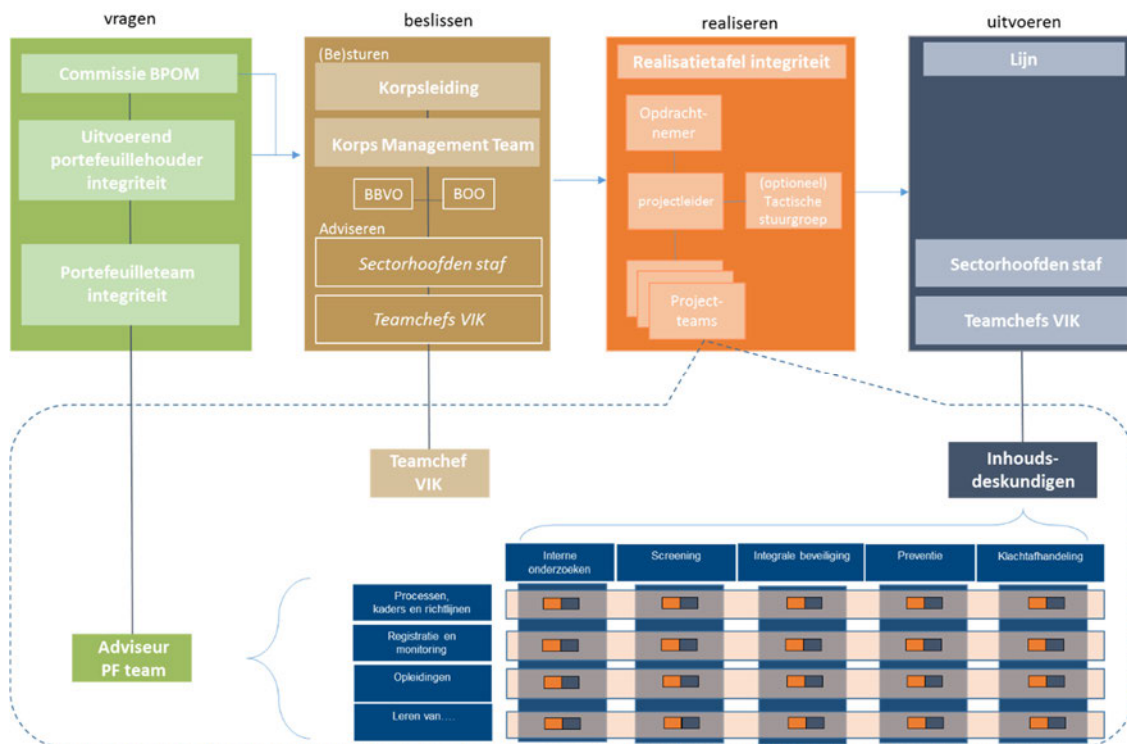 vragen
Commissie BPOM
Uitvoerend
portefeuillehouder
integriteit
Portefeuilleteam
integriteit
beslissen
(Be)sturen
Korpsleiding
Korps Management Team
BBVO
BOO
Adviseren
Sectorhoofden staf
Teamchefs VIK
realiseren
Realisatietafel integriteit
Opdracht-
nemer
projectleider
(optioneel)
Tactische
stuurgroep
Project-
teams
uitvoeren
Lijn
Sectorhoofden staf
Teamchefs VIK
Teamchef
VIK
Inhouds-
deskundigen
Adviseur
PF team
Interne
onderzoeken
Screening
Integrale beveiliging
Preventie
Klachtafhandeling
Processen,
kaders en richtlijnen
Registratie en
monitoring
Opleidingen
Leren van….